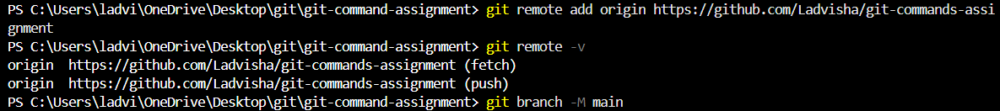 PS C:\Users\ladvi\OneDrive\Desktop\git\git-command-assignment> git remote add origin https://github.com/Ladvisha/git-commands-assi
gnment
PS C:\Users\ladvi\OneDrive\Desktop\git\git-command-assignment> git remote -v
origin  https://github.com/Ladvisha/git-commands-assignment (fetch)
origin  https://github.com/Ladvisha/git-commands-assignment (push)
PS C:\Users\ladvi\OneDrive\Desktop\git\git-command-assignment> git branch -M main